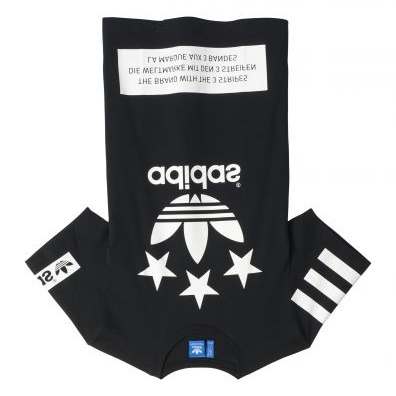 adidas®
THE BRAND WITH THE 3 STRIPES
DIE WELTMARKE MIT DEN 3 STREIFEN
LA MARQUE AUX 3 BANDES